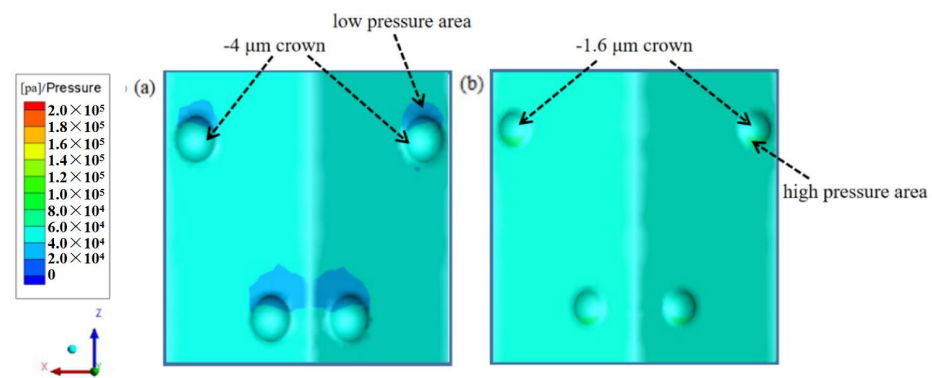 low pressure area
-4 μm crown
-1.6 μm crown
[pa]/Pressure
(a)
(b)
2.0×10⁵
1.8×10⁵
1.6×10⁵
1.4×10⁵
1.2×10⁵
1.0×10⁵
8.0×10⁴
6.0×10⁴
4.0×10⁴
2.0×10⁴
0
high pressure area
Z
X
Y